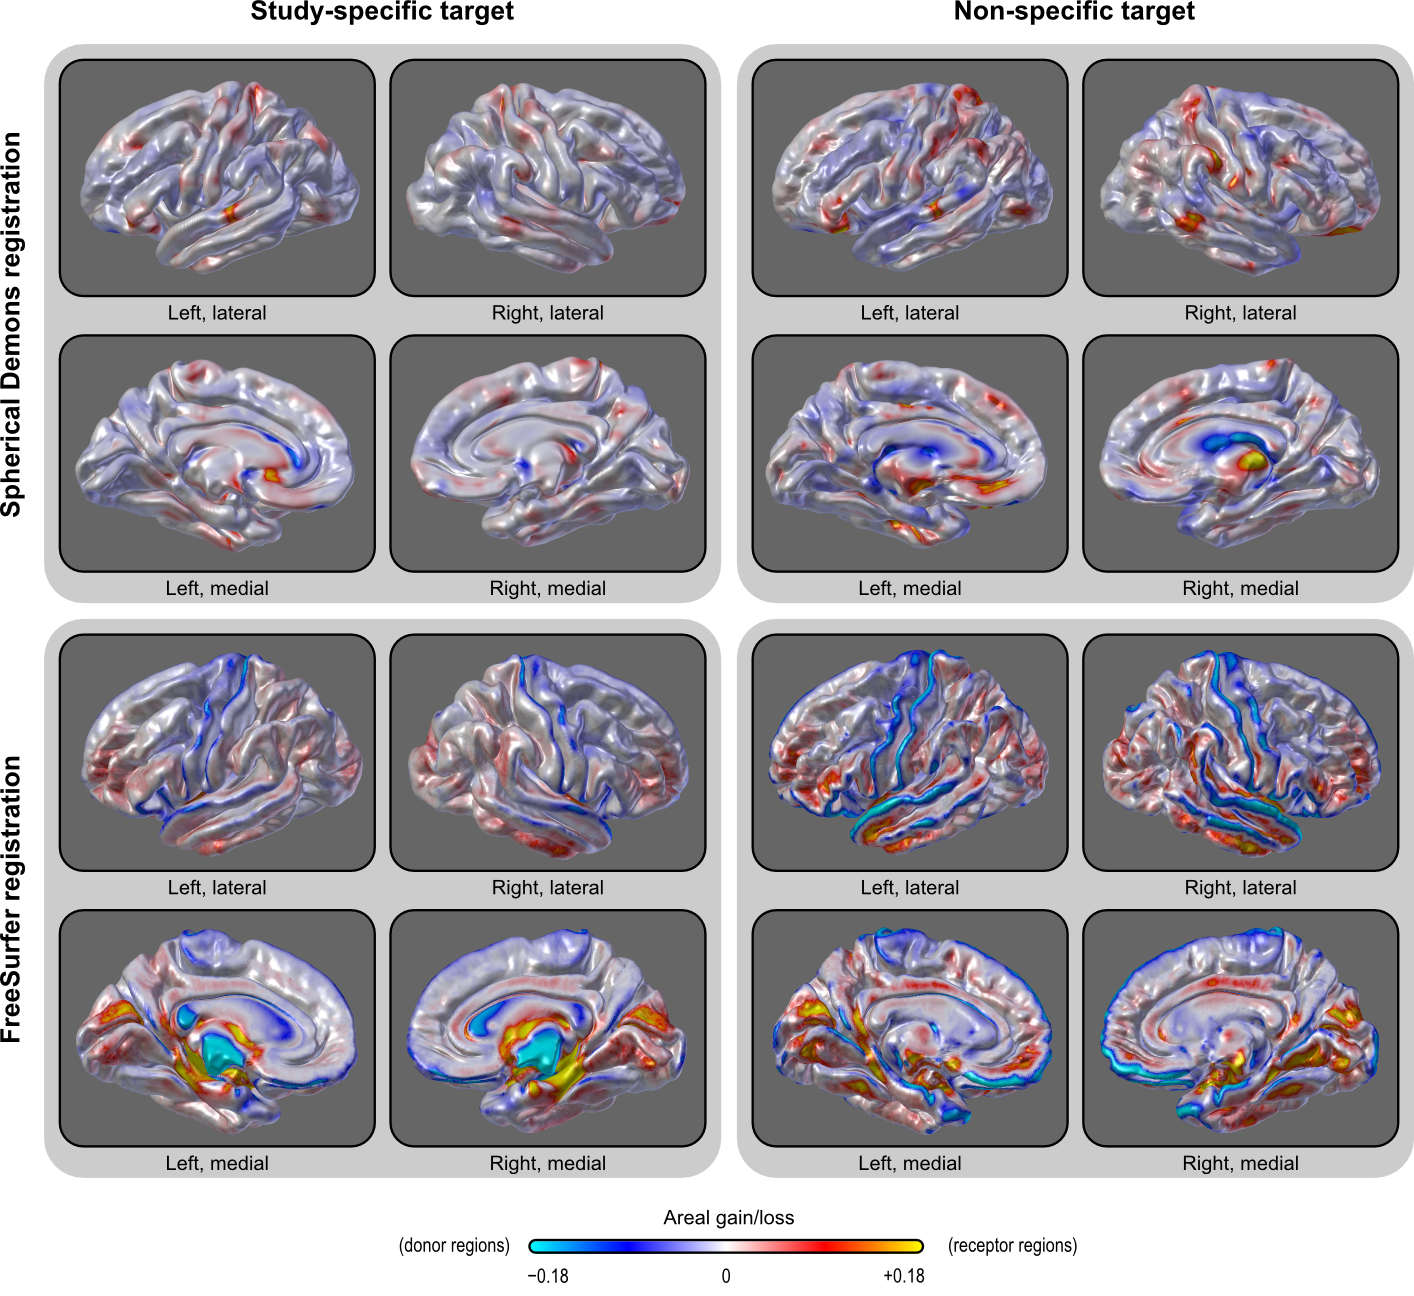 Study-specific target
Non-specific target
Spherical Demons registration
Left, lateral
Right, lateral
Left, lateral
Right, lateral
Left, medial
Right, medial
Left, medial
Right, medial
FreeSurfer registration
Left, lateral
Right, lateral
Left, lateral
Right, lateral
Left, medial
Right, medial
Left, medial
Right, medial
Areal gain/loss
(donor regions)
(receptor regions)
−0.18
0
+0.18